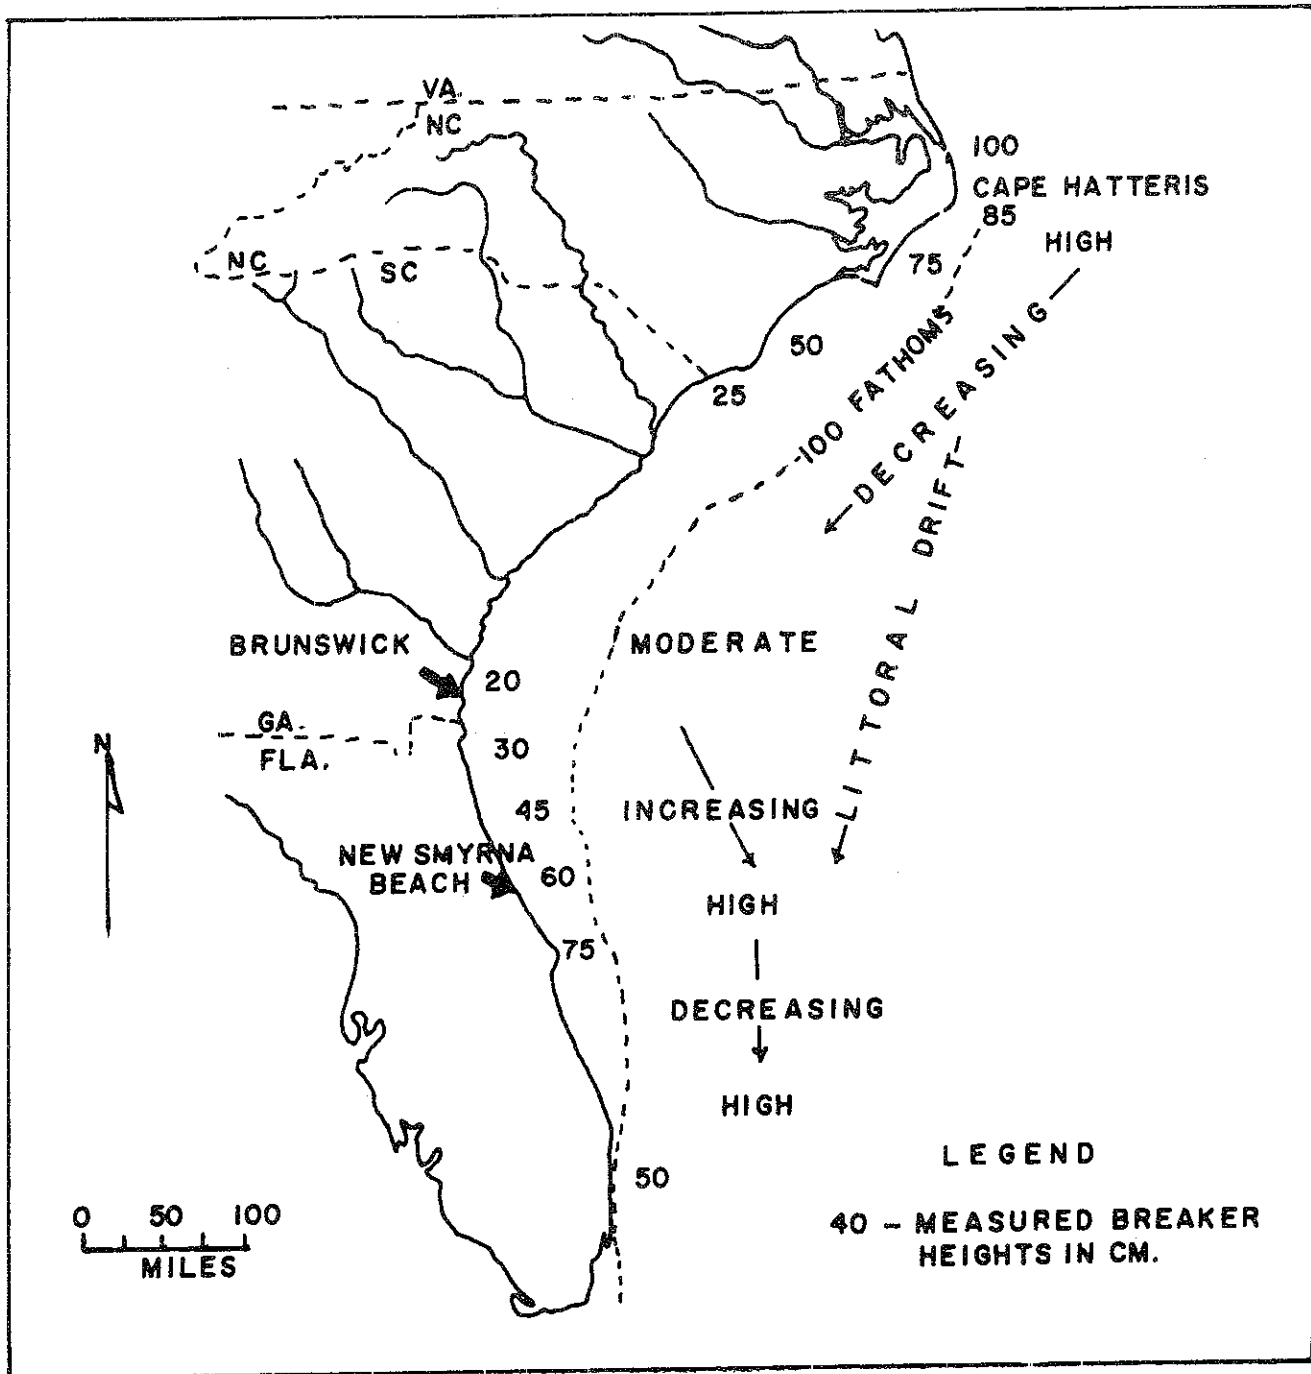 VA.
NC
100
CAPE HATTERIS
85
HIGH
NC
SC
75
50
25
100 FATHOMS
DECREASING
LITTORAL DRIFT
BRUNSWICK
MODERATE
20
GA.
FLA.
30
N
45
INCREASING
NEW SMYRNA
BEACH
60
HIGH
75
DECREASING
HIGH
50
LEGEND
40 - MEASURED BREAKER
HEIGHTS IN CM.
0 50 100
MILES